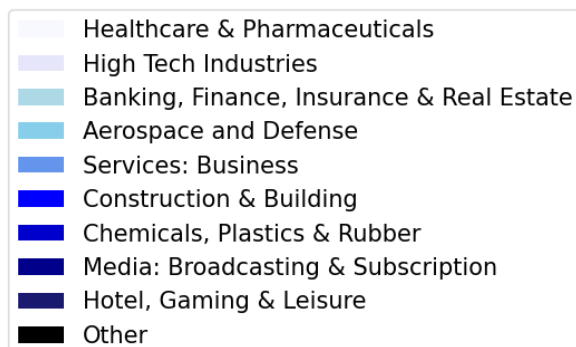 Healthcare & Pharmaceuticals
High Tech Industries
Banking, Finance, Insurance & Real Estate
Aerospace and Defense
Services: Business
Construction & Building
Chemicals, Plastics & Rubber
Media: Broadcasting & Subscription
Hotel, Gaming & Leisure
Other